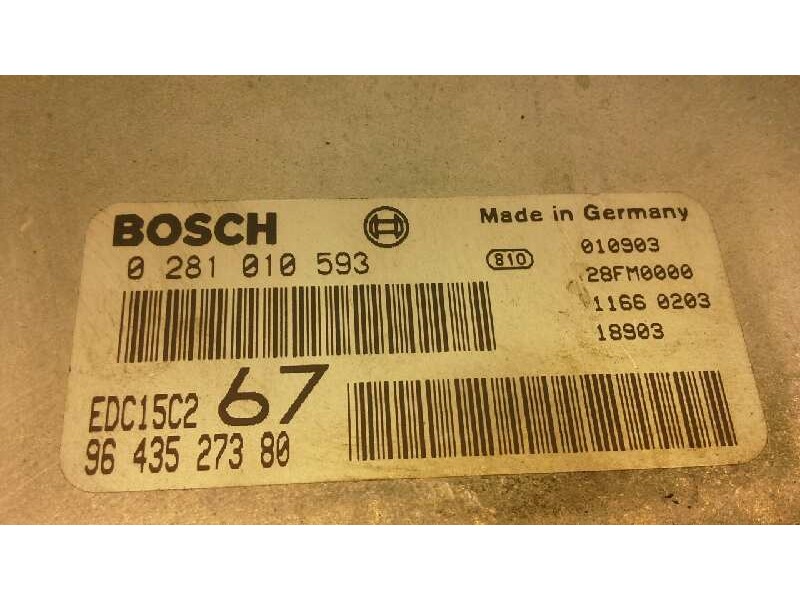 BOSCH
Made in Germany
0 281 010 593
810
010903
28FM0000
1166 0203
18903
EDC15C2 67
96 435 273 80